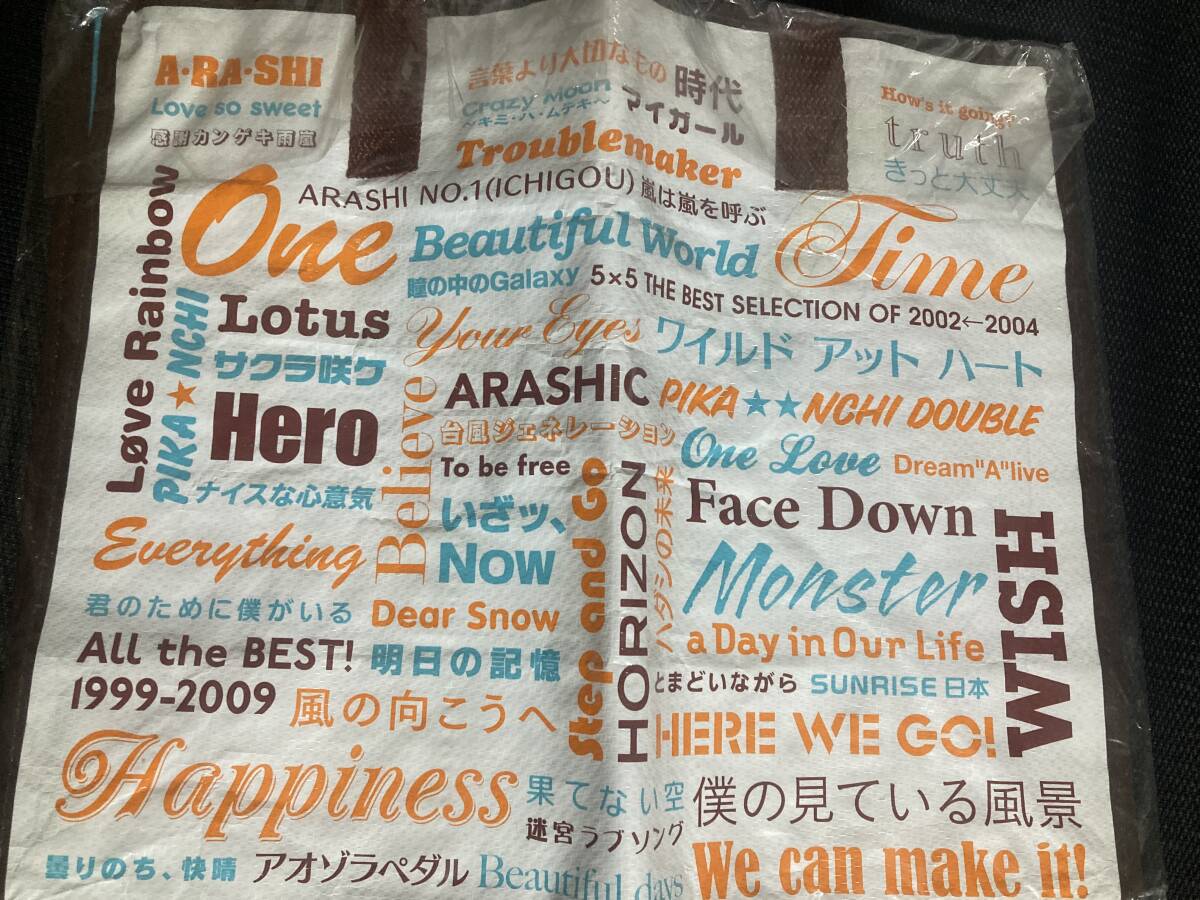 A・RA・SHI
Love so sweet
感謝カンゲキ雨嵐
言葉より大切なもの
時代
Crazy Moon
～キミ・ハ・ムテキ～
マイガール
Troublemaker
How's it going?
truth
きっと大丈夫
One
ARASHI NO.1(ICHIGOU) 嵐は嵐を呼ぶ
Beautiful World
Time
瞳の中のGalaxy
5×5 THE BEST SELECTION OF 2002←2004
Løve Rainbow
PIKA★NCHI
Lotus
サクラ咲ケ
Hero
ナイスな心意気
Your Eyes
ワイルド アット ハート
Believe
ARASHIC
PIKA★★NCHI DOUBLE
台風ジェネレーション
To be free
One Love
Dream"A"live
いざッ、
Now
Step and Go
HORIZON
ハダシの未来
Face Down
WISH
Everything
Monster
君のために僕がいる
Dear Snow
a Day in Our Life
All the BEST!
1999-2009
明日の記憶
とまどいながら
SUNRISE日本
風の向こうへ
HERE WE GO!
Happiness
果てない空
迷宮ラブソング
僕の見ている風景
曇りのち、快晴
アオゾラペダル
Beautiful days
We can make it!